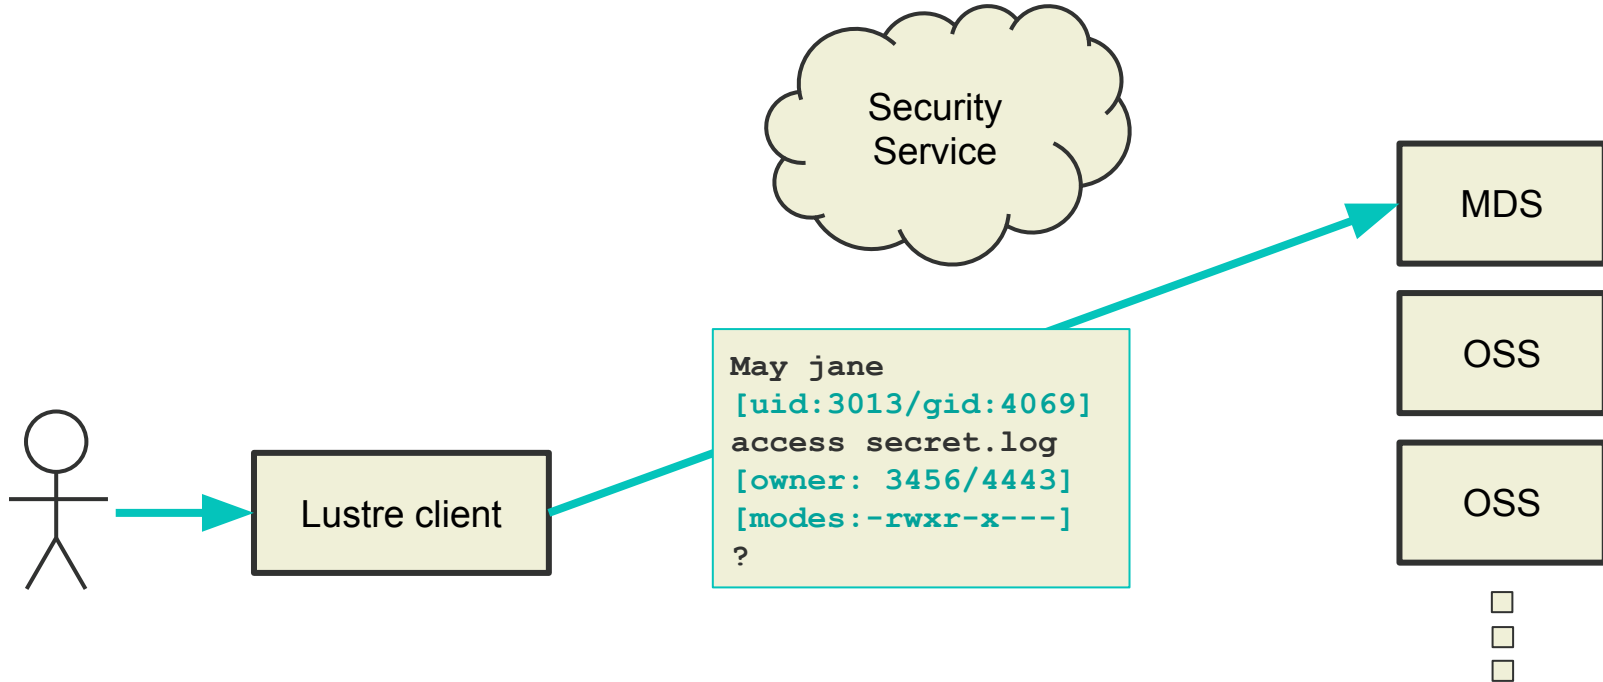 Security
Service
MDS
May jane
[uid:3013/gid:4069]
access secret.log
[owner: 3456/4443]
[modes:-rwxr-x---]
?
OSS
Lustre client
OSS